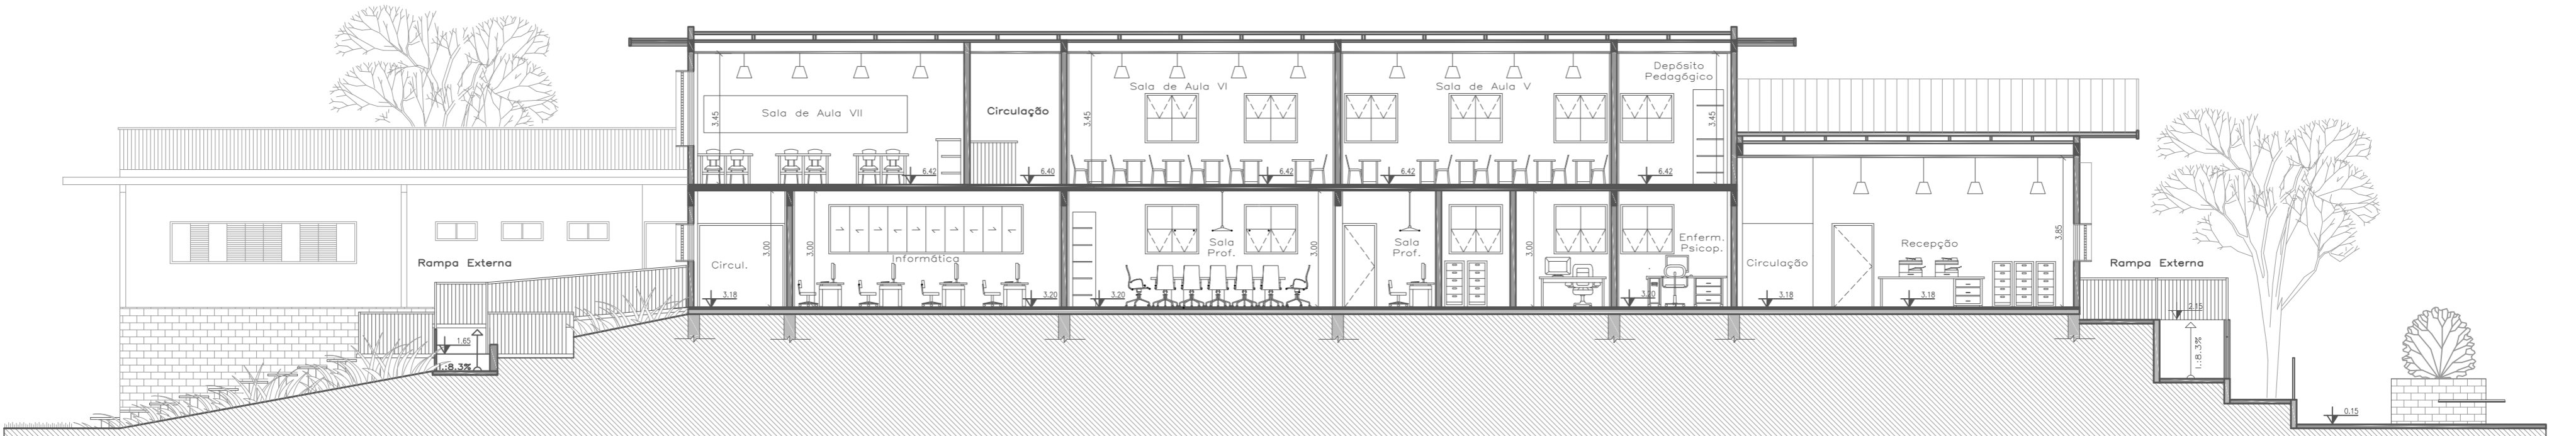 Depósito
Pedagógico
Sala de Aula VI
Sala de Aula V
Sala de Aula VII
Circulação
3.45
3.45
3.45
6.42
6.40
6.42
6.42
6.42
Rampa Externa
Circul.
3.00
3.00
Informática
Sala
Prof.
3.00
Sala
Prof.
3.00
Enferm.
Psicop.
Circulação
Recepção
3.85
Rampa Externa
3.18
3.20
3.20
3.20
3.18
3.18
2.15
1.65
i.:8.3%
i.:8.3%
0.15